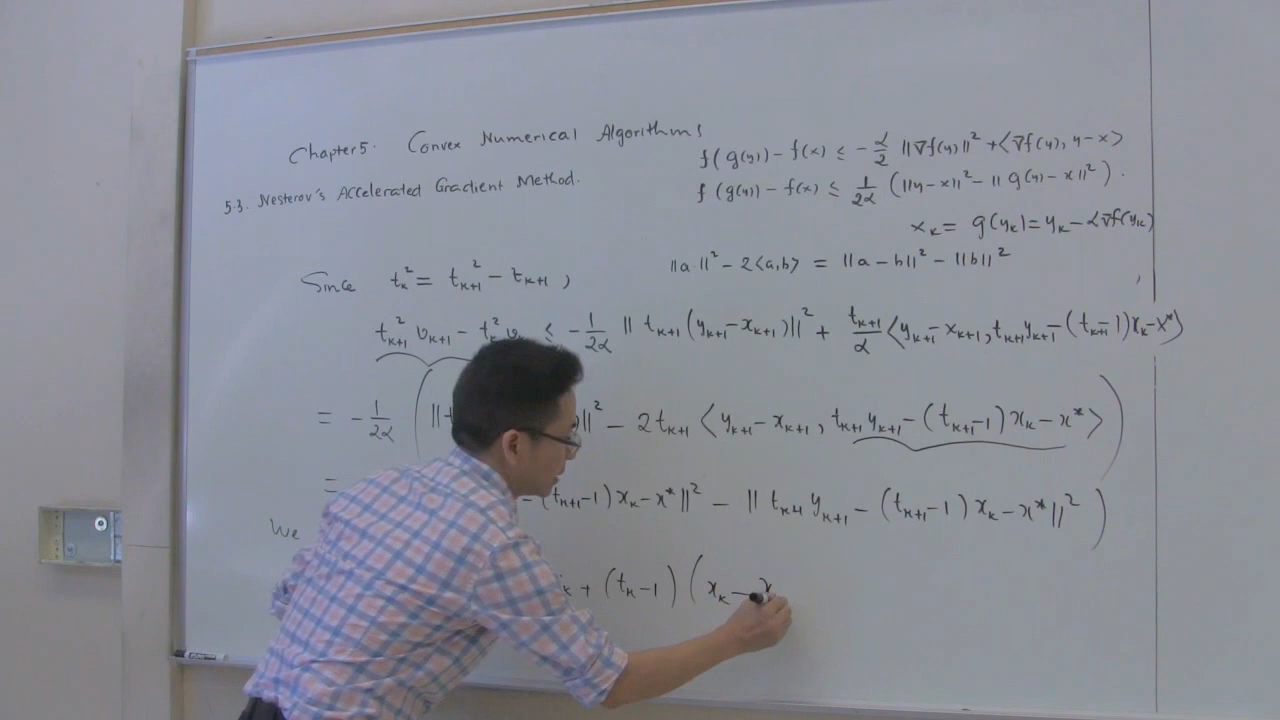 Chapter 5. Convex Numerical Algorithms
5.3. Nesterov's Accelerated Gradient Method.
f(g(y)) - f(x) ≤ -α/2 ||∇f(y)||² + ⟨∇f(y), y-x⟩
f(g(y)) - f(x) ≤ 1/2α (||y-x||² - ||g(y)-x||²).
x_k = g(y_k) = y_k - α∇f(y_k)
||a||² - 2⟨a,b⟩ = ||a-b||² - ||b||²
Since t_k² = t_{k+1}² - t_{k+1},
t_{k+1}² v_{k+1} - t_k² v_k ≤ -1/2α ||t_{k+1}(y_{k+1} - x_{k+1})||² + t_{k+1}/α ⟨y_{k+1} - x_{k+1}, t_{k+1}y_{k+1} - (t_{k+1}-1)x_k - x*⟩
= -1/2α (||t ||² - 2t_{k+1} ⟨y_{k+1} - x_{k+1}, t_{k+1}y_{k+1} - (t_{k+1}-1)x_k - x*⟩)
= - (t_{k+1}-1)x_k - x*||² - ||t_{k+1}y_{k+1} - (t_{k+1}-1)x_k - x*||²)
We
k + (t_k-1)(x_k - x